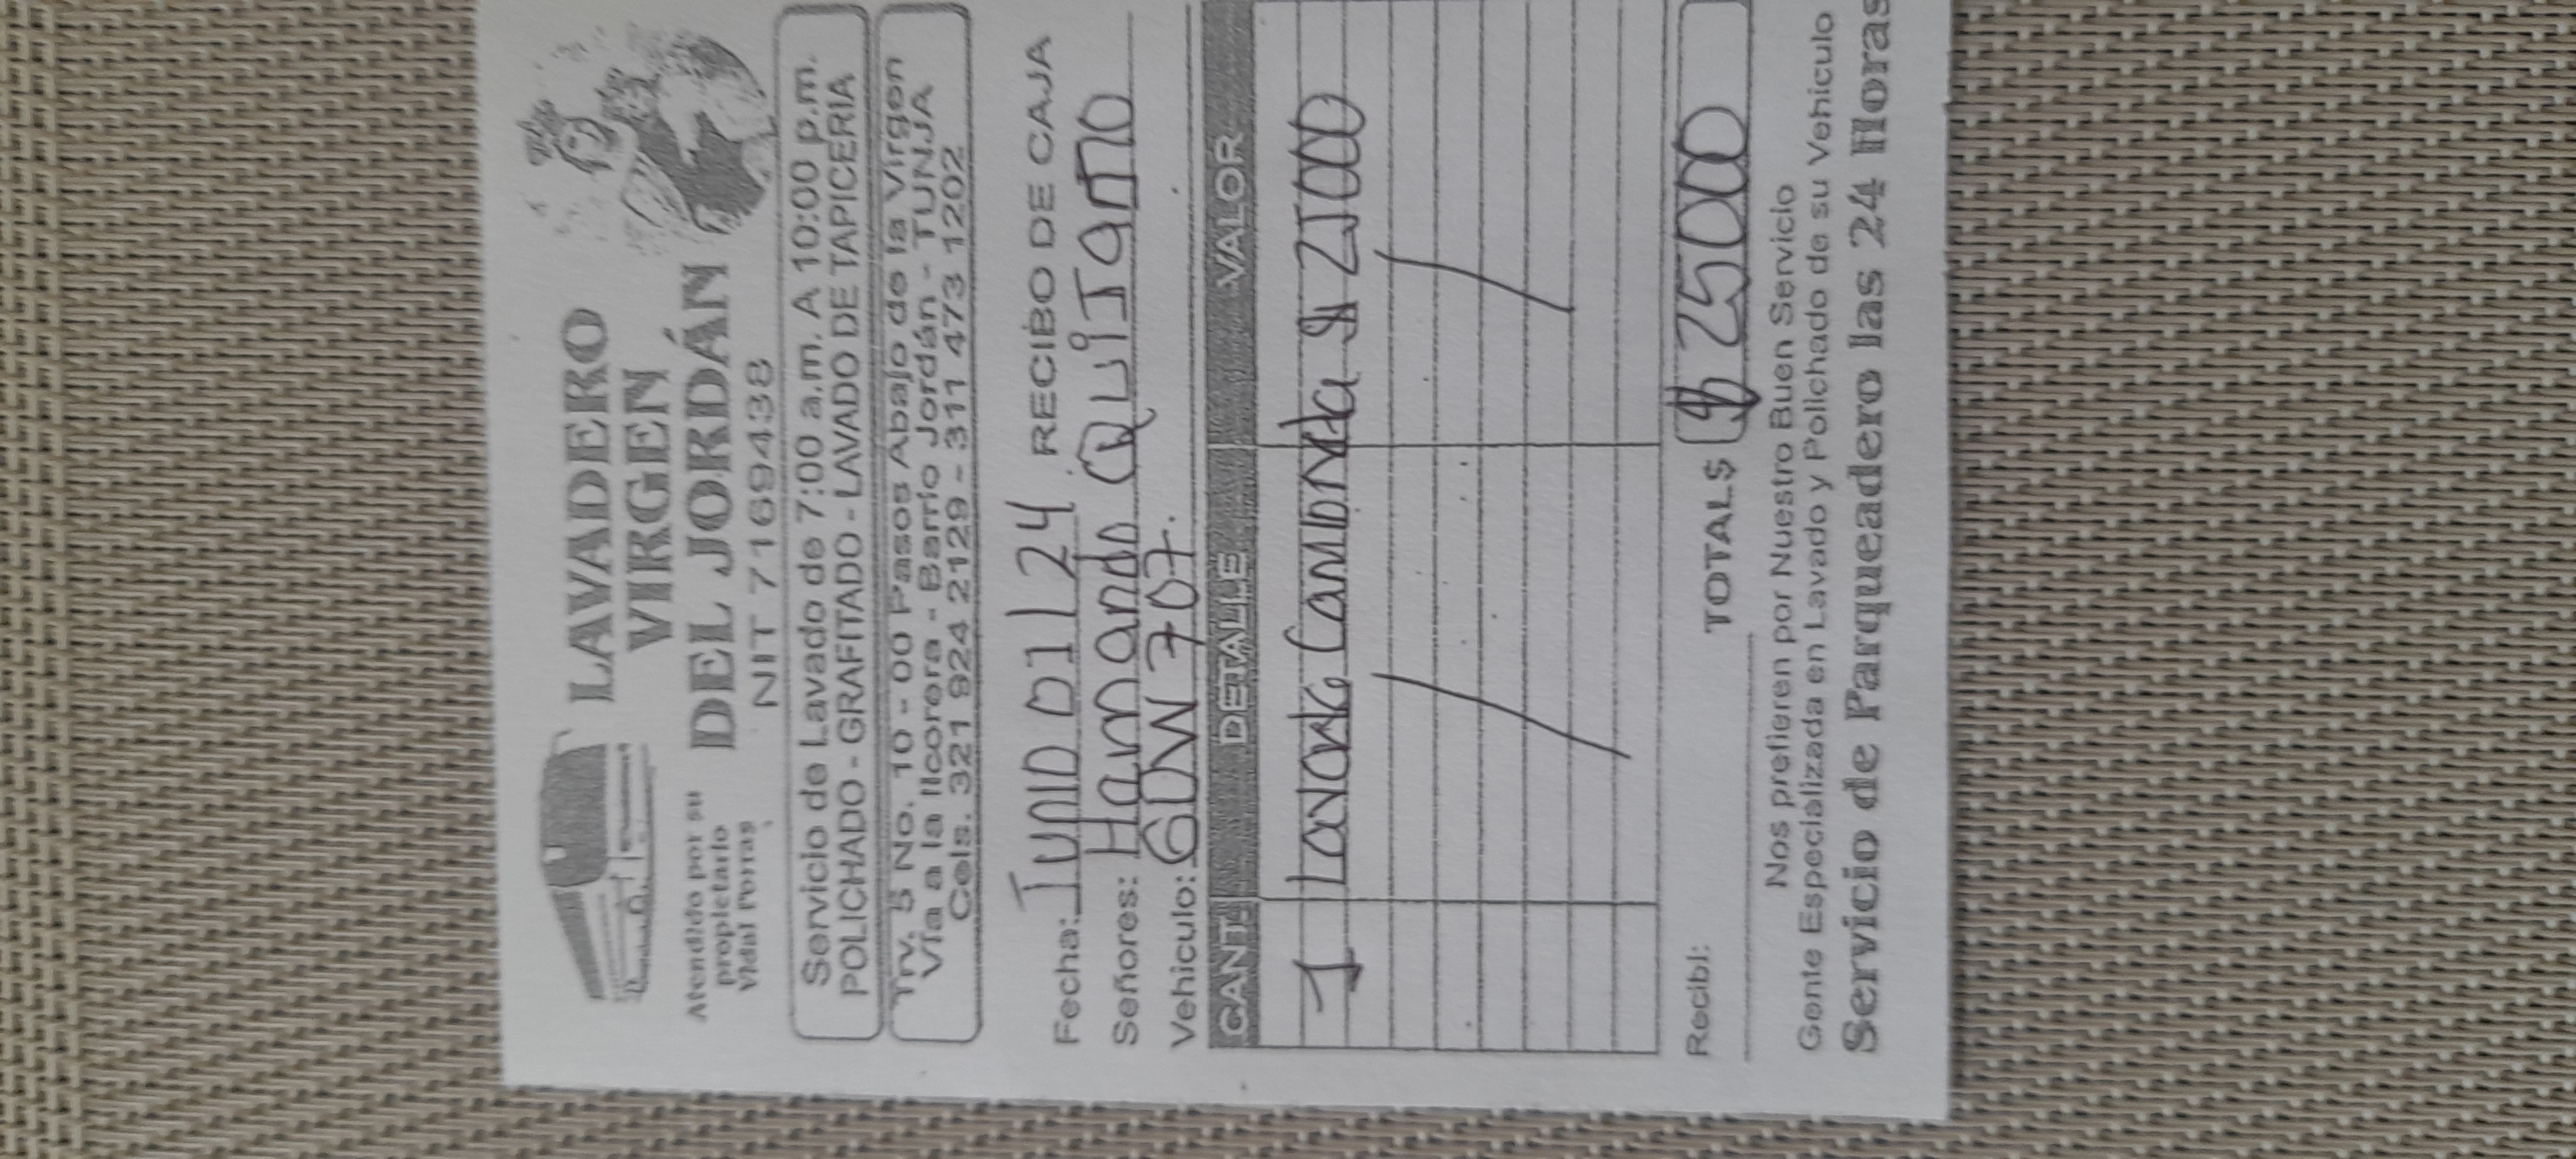 LAVADERO
VIRGEN
DEL JORDÁN
NIT 7169438
Atendido por su
propietario
Vidal Porras
Servicio de Lavado de 7:00 a.m. A 10:00 p.m.
POLICHADO - GRAFITADO - LAVADO DE TAPICERIA
Trv. 5 No. 10 - 00 Pasos Abajo de la Virgen
Vía a la licorera - Barrio Jordán - TUNJA
Cels. 321 924 2129 - 311 473 1202
Fecha: Junio 01 24 RECIBO DE CAJA
Señores: Hernando Quijano
Vehiculo: GDW 707.
CANT DETALLE VALOR
1 Lavada Camioneta $ 25000
Recibí: TOTAL $ $ 25000
Nos prefieren por Nuestro Buen Servicio
Gente Especializada en Lavado y Polichado de su Vehiculo
Servicio de Parqueadero las 24 Horas